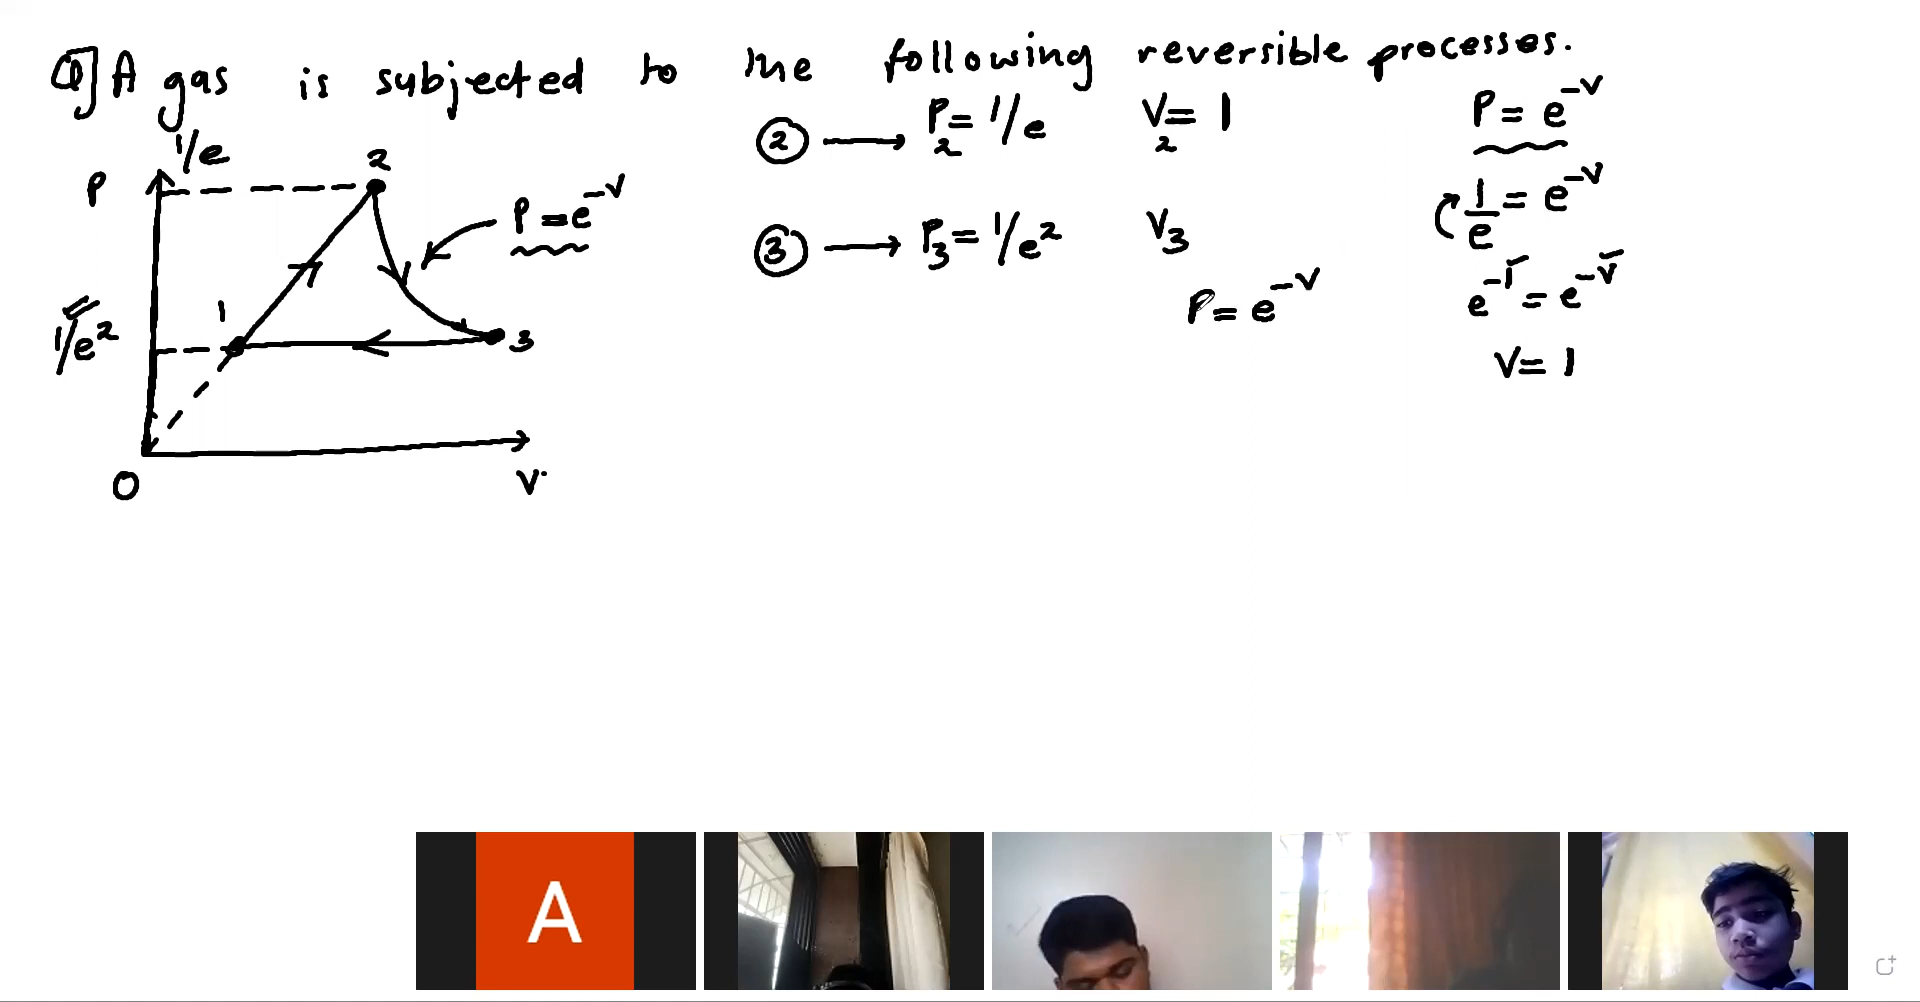 Q] A gas is subjected to the following reversible processes.
② → P₂ = 1/e V₂ = 1
P = e^-V
1/e
P
2
P = e^-V
1/e = e^-V
③ → P₃ = 1/e² V₃
e^-1 = e^-V
P = e^-V
1
1/e²
3
V = 1
O
V
A